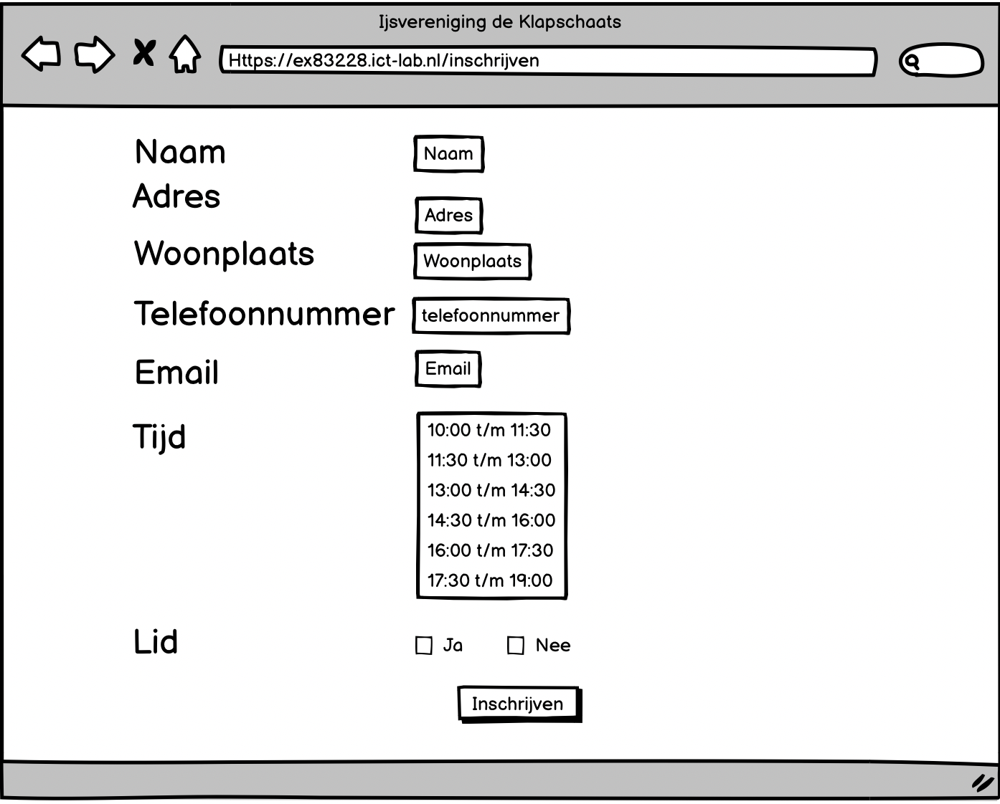 Ijsvereniging de Klapschaats
Https://ex83228.ict-lab.nl/inschrijven
Naam
Naam
Adres
Adres
Woonplaats
Woonplaats
Telefoonnummer
telefoonnummer
Email
Email
Tijd
10:00 t/m 11:30
11:30 t/m 13:00
13:00 t/m 14:30
14:30 t/m 16:00
16:00 t/m 17:30
17:30 t/m 19:00
Lid
Ja
Nee
Inschrijven